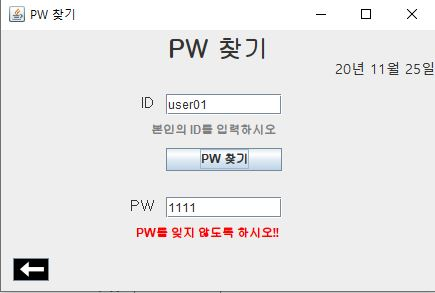 PW 찾기
PW 찾기
20년 11월 25일
ID user01
본인의 ID를 입력하시오
PW 찾기
PW 1111
PW를 잊지 않도록 하시오!!